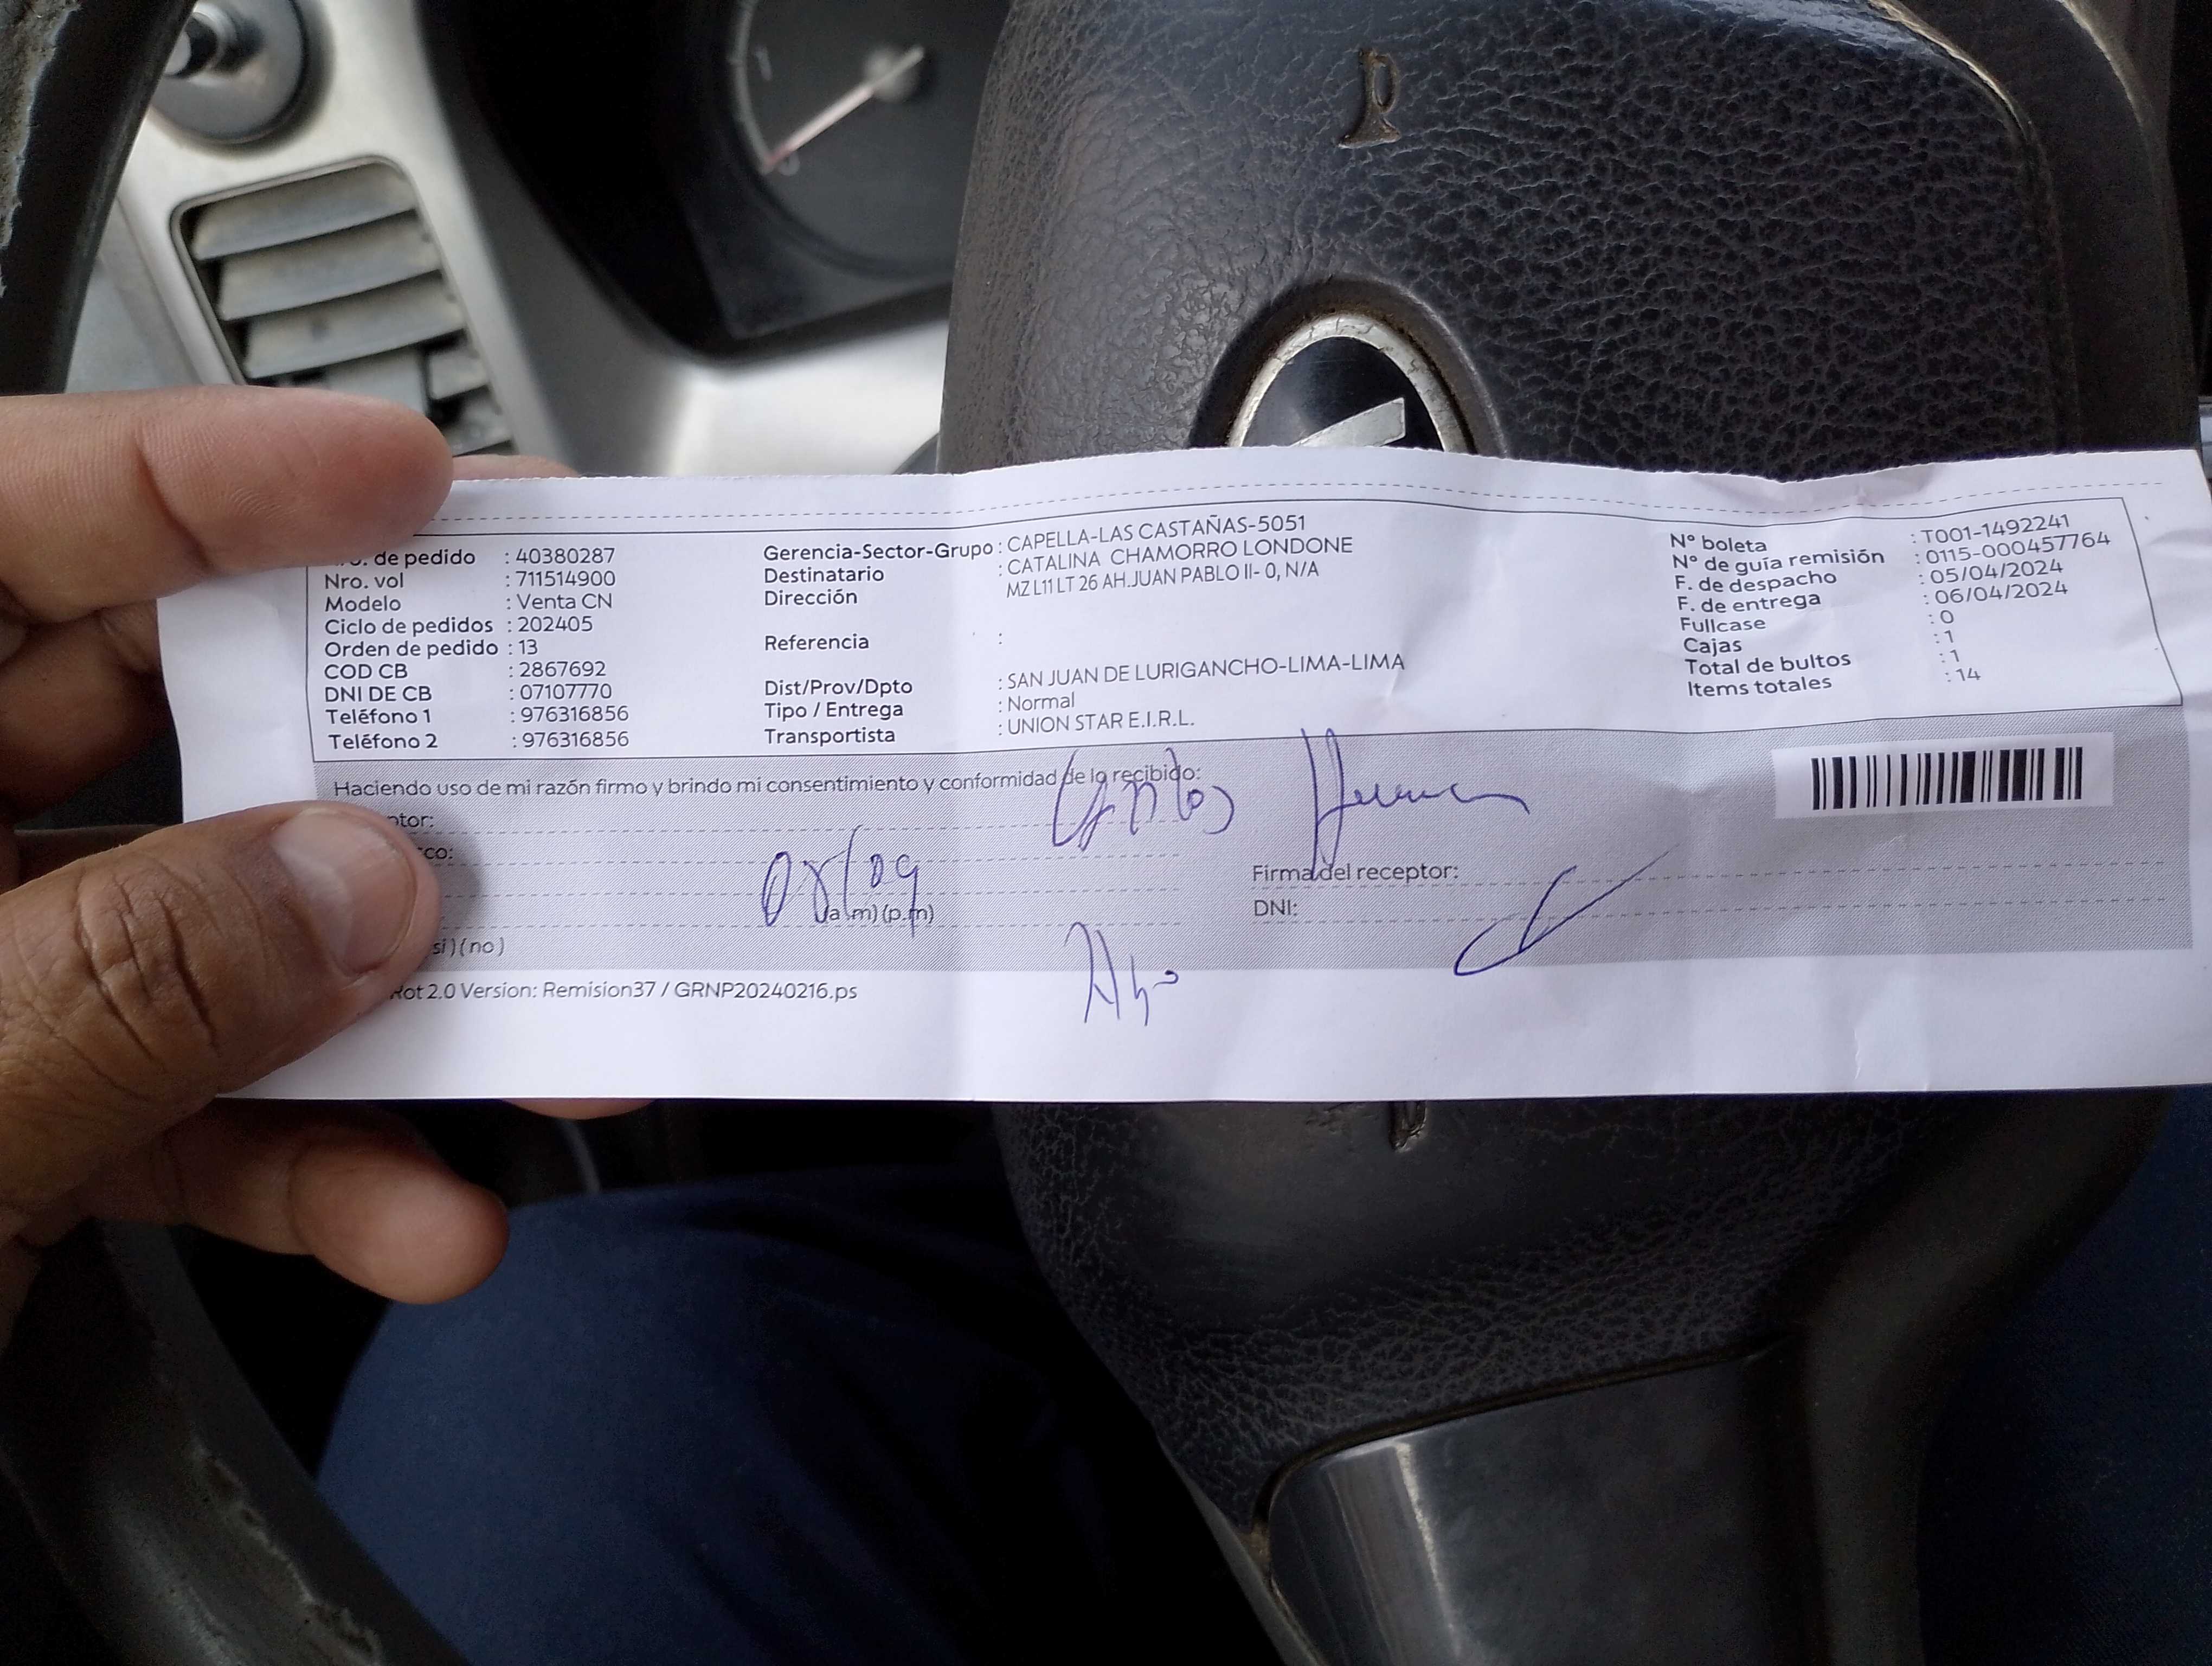 de pedido : 40380287
Nro. vol : 711514900
Modelo : Venta CN
Ciclo de pedidos : 202405
Orden de pedido : 13
COD CB : 2867692
DNI DE CB : 07107770
Teléfono 1 : 976316856
Teléfono 2 : 976316856
Gerencia-Sector-Grupo : CAPELLA-LAS CASTAÑAS-5051
Destinatario : CATALINA CHAMORRO LONDONE
Dirección MZ L11 LT 26 AH.JUAN PABLO II- 0, N/A
Referencia :
Dist/Prov/Dpto : SAN JUAN DE LURIGANCHO-LIMA-LIMA
Tipo / Entrega : Normal
Transportista : UNION STAR E.I.R.L.
N° boleta : T001-1492241
N° de guía remisión : 0115-000457764
F. de despacho : 05/04/2024
F. de entrega : 06/04/2024
Fullcase : 0
Cajas : 1
Total de bultos : 1
Items totales : 14
Haciendo uso de mi razón firmo y brindo mi consentimiento y conformidad de lo recibido:
Carlos
Firma del receptor:
DNI:
(a.m) (p.m)
si ) ( no )
Rot 2.0 Version: Remision37 / GRNP20240216.ps